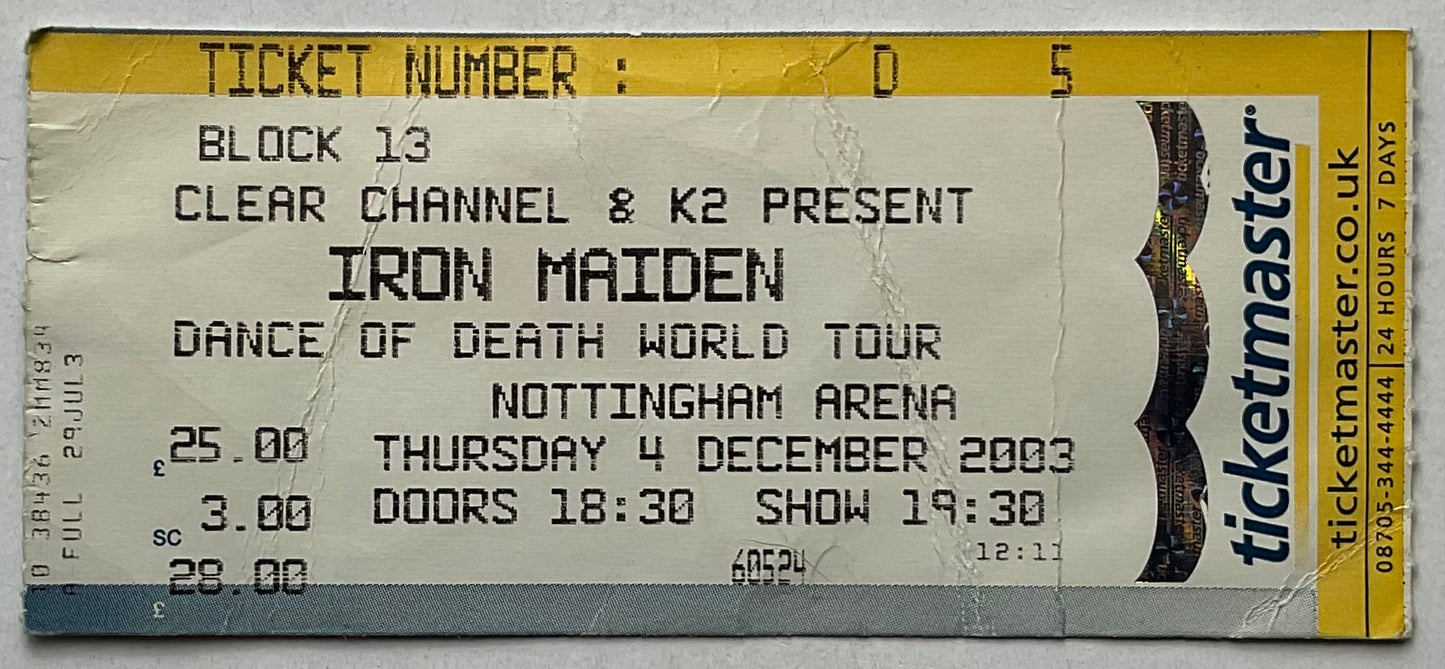 TICKET NUMBER : D 5
BLOCK 13
CLEAR CHANNEL & K2 PRESENT
IRON MAIDEN
DANCE OF DEATH WORLD TOUR
NOTTINGHAM ARENA
£ 25.00 THURSDAY 4 DECEMBER 2003
SC 3.00 DOORS 18:30 SHOW 19:30
12:11
£ 28.00 60524
A FULL 29JUL3
ticketmaster®
ticketmaster.co.uk
08705-344-4444 24 HOURS 7 DAYS